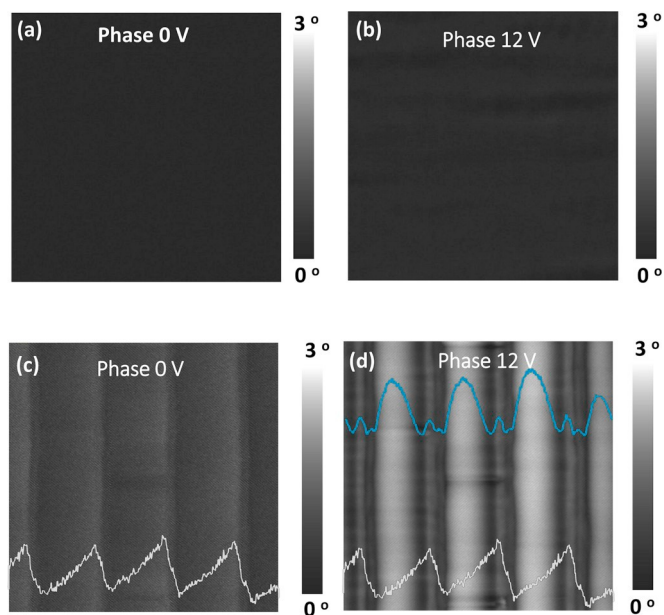 (a) Phase 0 V 3 º
0 º
(b) Phase 12 V 3 º
0 º
(c) Phase 0 V 3 º
0 º
(d) Phase 12 V 3 º
0 º